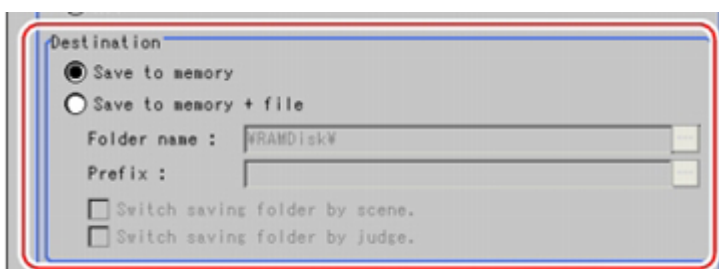 Destination
Save to memory
Save to memory + file
Folder name : ¥RAMDisk¥
Prefix :
Switch saving folder by scene.
Switch saving folder by judge.